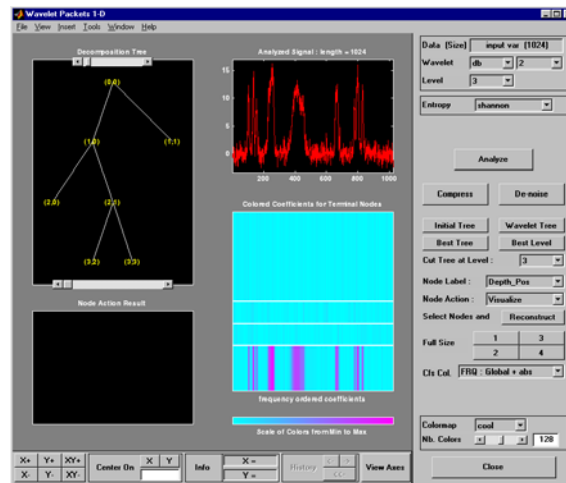 Wavelet Packets 1-D
File View Insert Tools Window Help
Decomposition Tree
(0,0)
(1,0) (1,1)
(2,0) (2,1)
(3,2) (3,3)
Node Action Result
Analyzed Signal : length = 1024
15
10
5
0
200 400 600 800 1000
Colored Coefficients for Terminal Nodes
frequency ordered coefficients
Scale of Colors from Min to Max
Data (Size) input var (1024)
Wavelet db 2
Level 3
Entropy shannon
Analyze
Compress De-noise
Initial Tree Wavelet Tree
Best Tree Best Level
Cut Tree at Level : 3
Node Label : Depth_Pos
Node Action : Visualize
Select Nodes and Reconstruct
Full Size 1 3
2 4
Cfs Col. FRQ : Global + abs
Colormap cool
Nb. Colors 128
Close
X+ Y+ XY+ Center On X Y Info X = History < > View Axes
X- Y- XY- Y = <<-